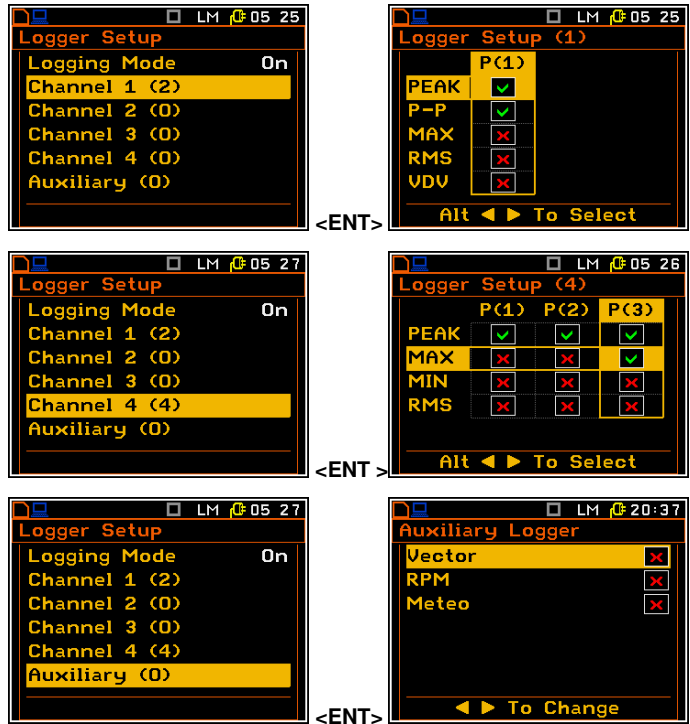 LM 05 25
Logger Setup
Logging Mode On
Channel 1 (2)
Channel 2 (0)
Channel 3 (0)
Channel 4 (0)
Auxiliary (0)
<ENT>
LM 05 25
Logger Setup (1)
P(1)
PEAK
P-P
MAX
RMS
VDV
Alt ◀ ▶ To Select
LM 05 27
Logger Setup
Logging Mode On
Channel 1 (2)
Channel 2 (0)
Channel 3 (0)
Channel 4 (4)
Auxiliary (0)
<ENT >
LM 05 26
Logger Setup (4)
P(1) P(2) P(3)
PEAK
MAX
MIN
RMS
Alt ◀ ▶ To Select
LM 05 27
Logger Setup
Logging Mode On
Channel 1 (2)
Channel 2 (0)
Channel 3 (0)
Channel 4 (4)
Auxiliary (0)
<ENT>
LM 20:37
Auxiliary Logger
Vector
RPM
Meteo
◀ ▶ To Change